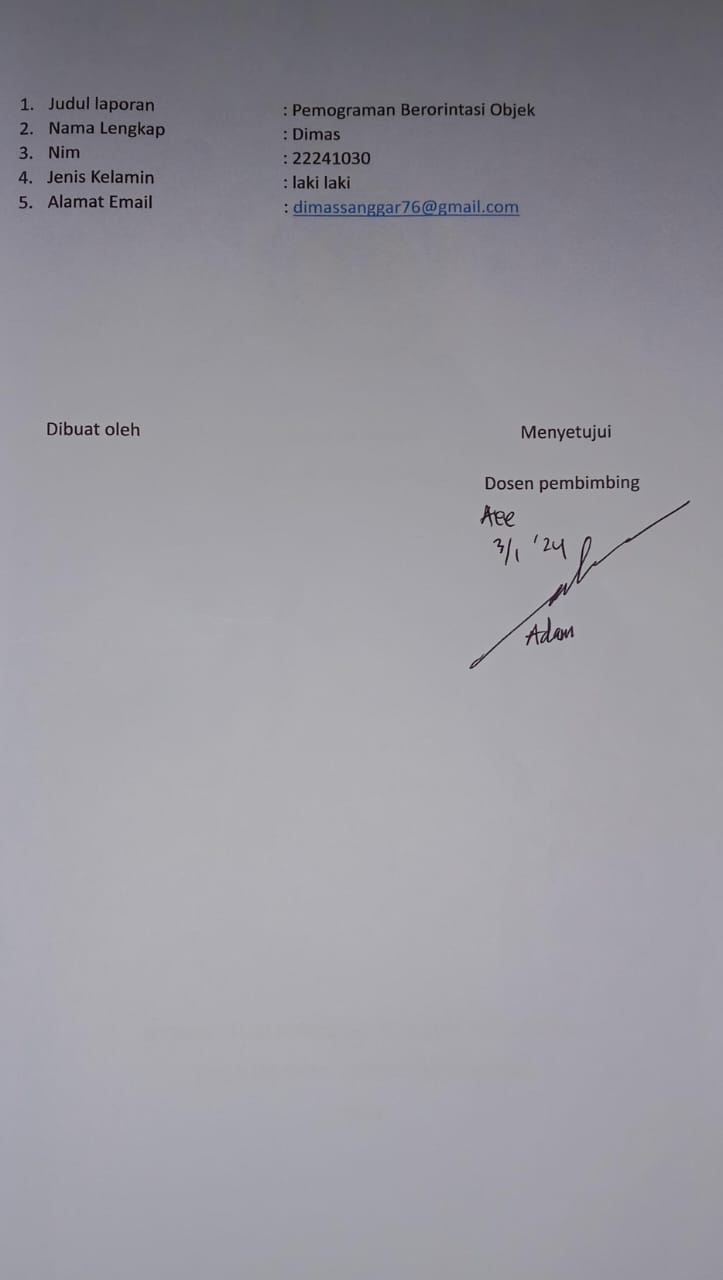 1. Judul laporan : Pemograman Berorintasi Objek
2. Nama Lengkap : Dimas
3. Nim : 22241030
4. Jenis Kelamin : laki laki
5. Alamat Email : dimassanggar76@gmail.com
Dibuat oleh Menyetujui
Dosen pembimbing
Acc
3/1 '24
Adam